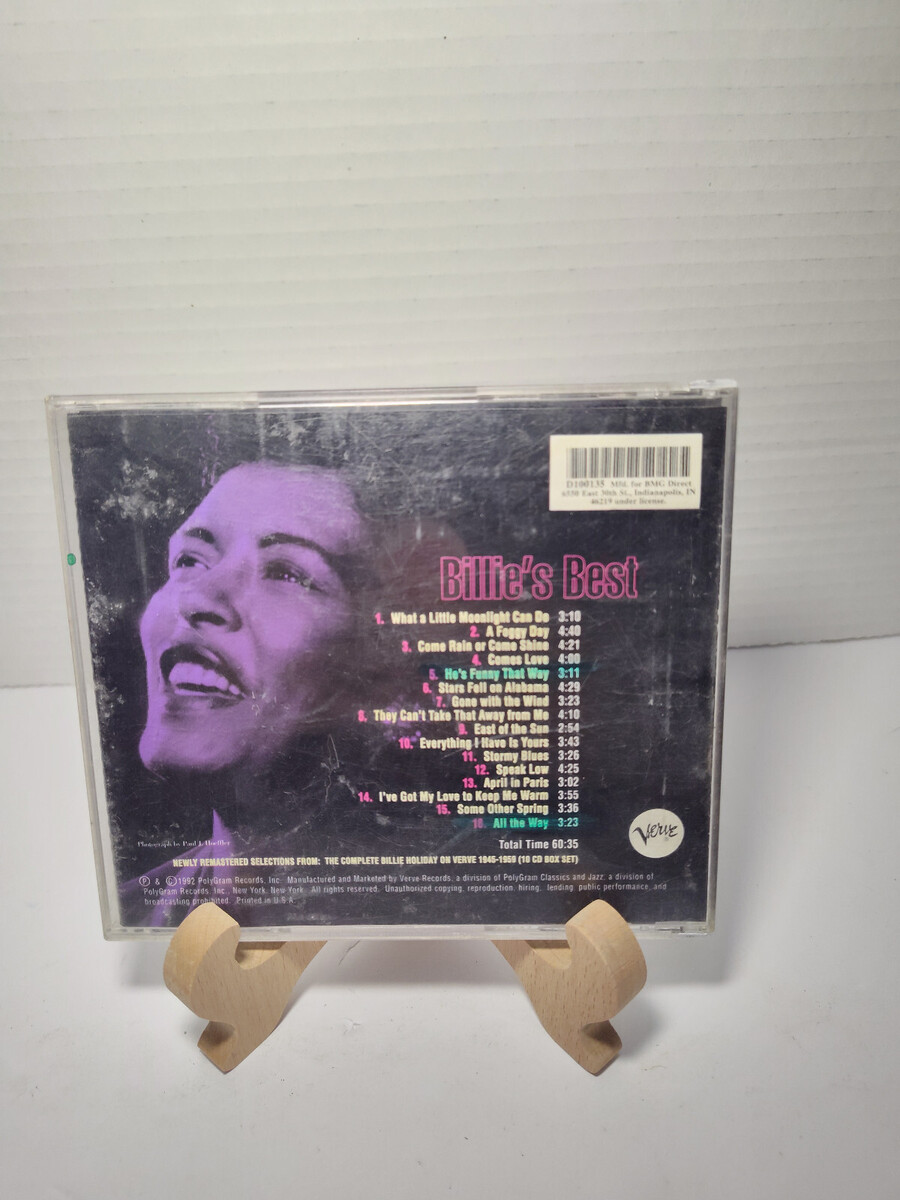 D100135 Mfd. for BMG Direct
6550 East 30th St., Indianapolis, IN
46219 under license.
Billie's Best
1. What a Little Moonlight Can Do 3:10
2. A Foggy Day 4:40
3. Come Rain or Come Shine 4:21
4. Comes Love 4:00
5. He's Funny That Way 3:11
6. Stars Fell on Alabama 4:29
7. Gone with the Wind 3:23
8. They Can't Take That Away from Me 4:10
9. East of the Sun 2:54
10. Everything I Have Is Yours 3:43
11. Stormy Blues 3:26
12. Speak Low 4:25
13. April in Paris 3:02
14. I've Got My Love to Keep Me Warm 3:55
15. Some Other Spring 3:36
16. All the Way 3:23
Verve
Photograph by Paul J. Hoeffler
Total Time 60:35
NEWLY REMASTERED SELECTIONS FROM: THE COMPLETE BILLIE HOLIDAY ON VERVE 1945-1959 (10 CD BOX SET)
℗ & © 1992 PolyGram Records, Inc. Manufactured and Marketed by Verve Records, a division of PolyGram Classics and Jazz, a division of
PolyGram Records, Inc., New York, New York. All rights reserved. Unauthorized copying, reproduction, hiring, lending, public performance, and
broadcasting prohibited. Printed in U.S.A.